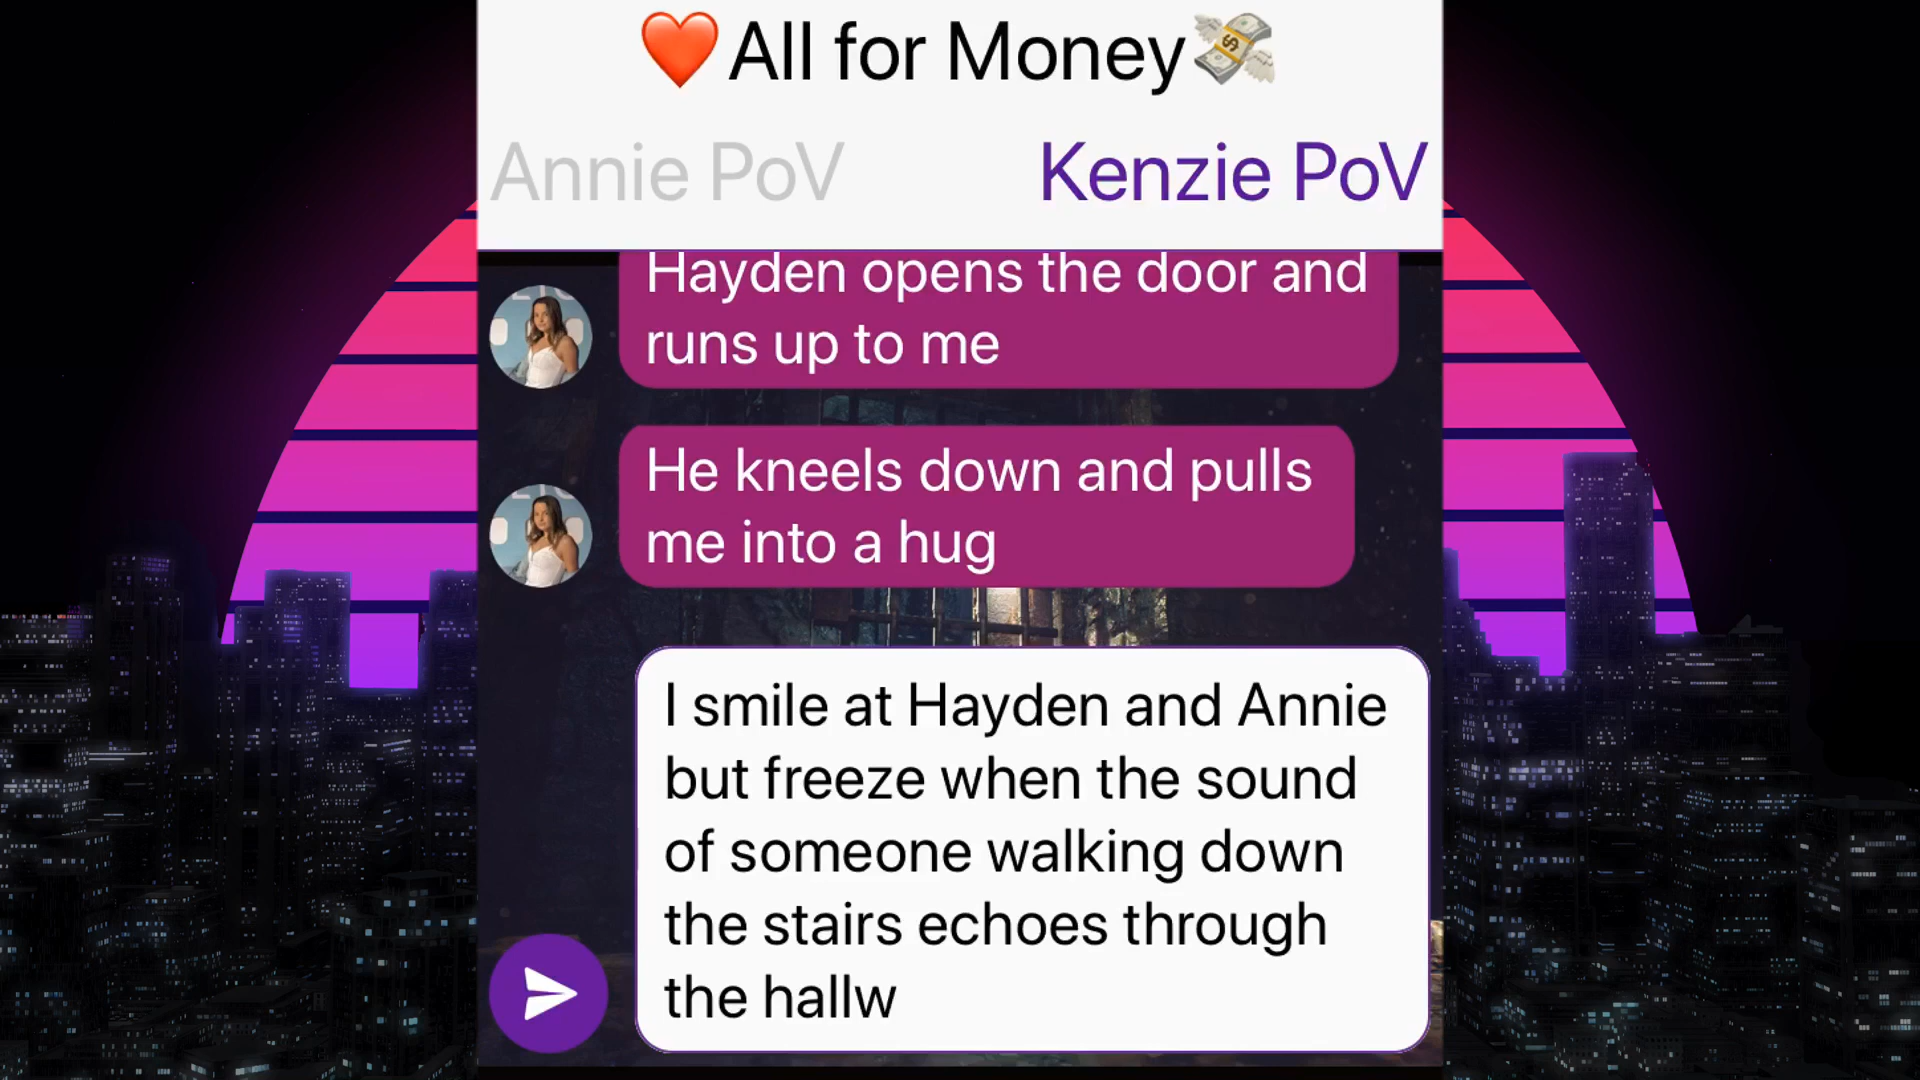 ❤️All for Money💸
Annie PoV
Kenzie PoV
Hayden opens the door and
runs up to me
He kneels down and pulls
me into a hug
I smile at Hayden and Annie
but freeze when the sound
of someone walking down
the stairs echoes through
the hallw